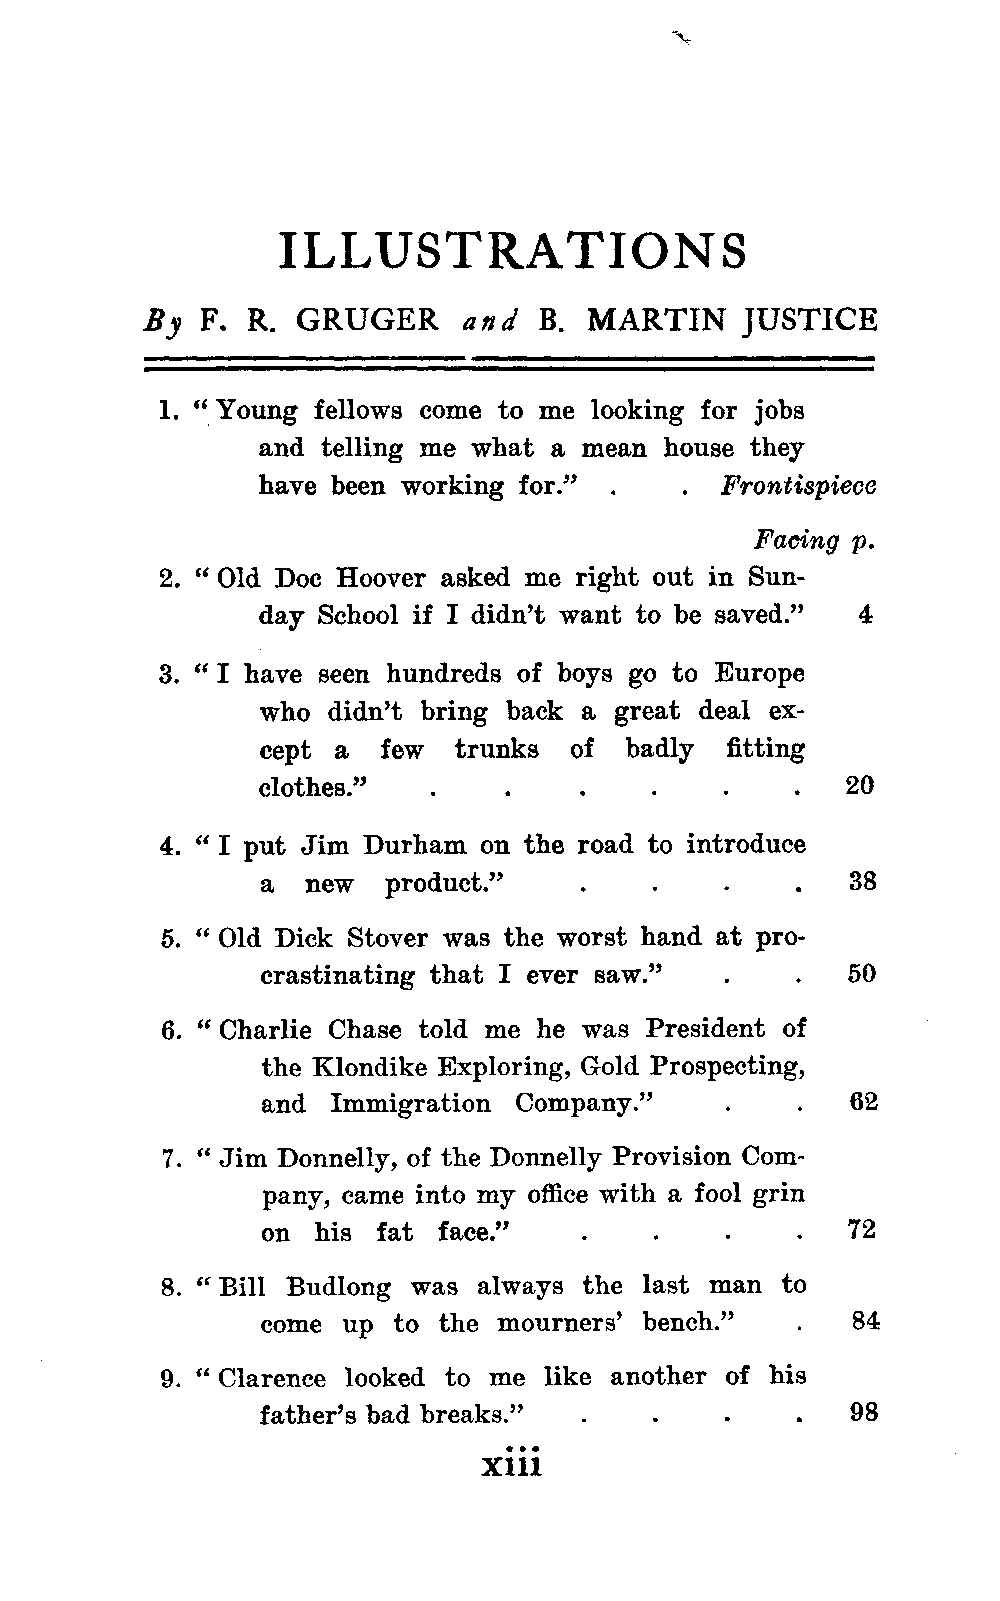 ILLUSTRATIONS
By F. R. GRUGER and B. MARTIN JUSTICE
1. "Young fellows come to me looking for jobs
and telling me what a mean house they
have been working for." . . Frontispiece
Facing p.
2. "Old Doc Hoover asked me right out in Sun-
day School if I didn't want to be saved." 4
3. "I have seen hundreds of boys go to Europe
who didn't bring back a great deal ex-
cept a few trunks of badly fitting
clothes." . . . . . . 20
4. "I put Jim Durham on the road to introduce
a new product." . . . . 38
5. "Old Dick Stover was the worst hand at pro-
crastinating that I ever saw." . . 50
6. "Charlie Chase told me he was President of
the Klondike Exploring, Gold Prospecting,
and Immigration Company." . . 62
7. "Jim Donnelly, of the Donnelly Provision Com-
pany, came into my office with a fool grin
on his fat face." . . . . 72
8. "Bill Budlong was always the last man to
come up to the mourners' bench." . 84
9. "Clarence looked to me like another of his
father's bad breaks." . . . . 98
xiii